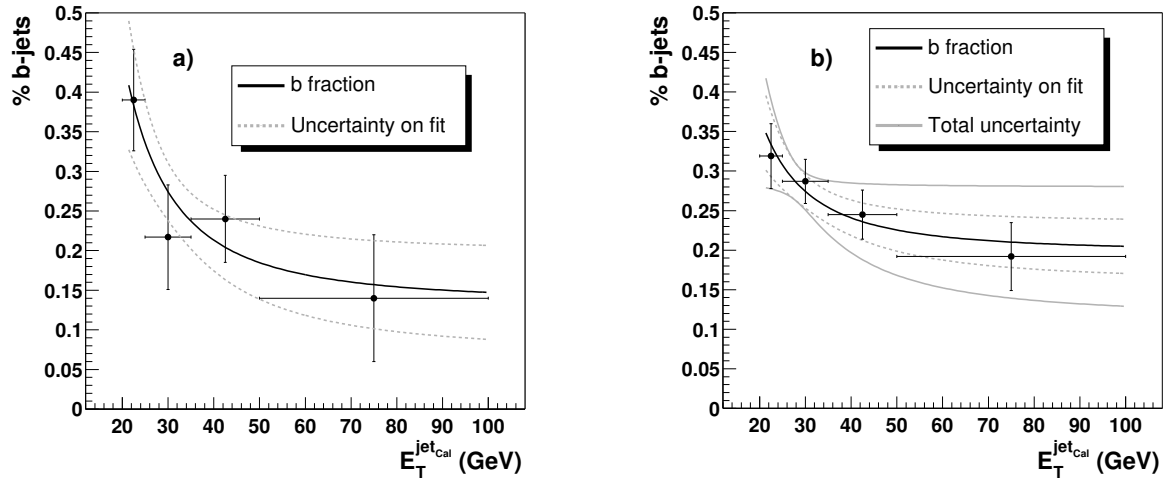 % b-jets
0.5
0.45
0.4
0.35
0.3
0.25
0.2
0.15
0.1
0.05
0
a)
b fraction
Uncertainty on fit
20 30 40 50 60 70 80 90 100
E_T^jet_Cal (GeV)
% b-jets
0.5
0.45
0.4
0.35
0.3
0.25
0.2
0.15
0.1
0.05
0
b)
b fraction
Uncertainty on fit
Total uncertainty
20 30 40 50 60 70 80 90 100
E_T^jet_Cal (GeV)